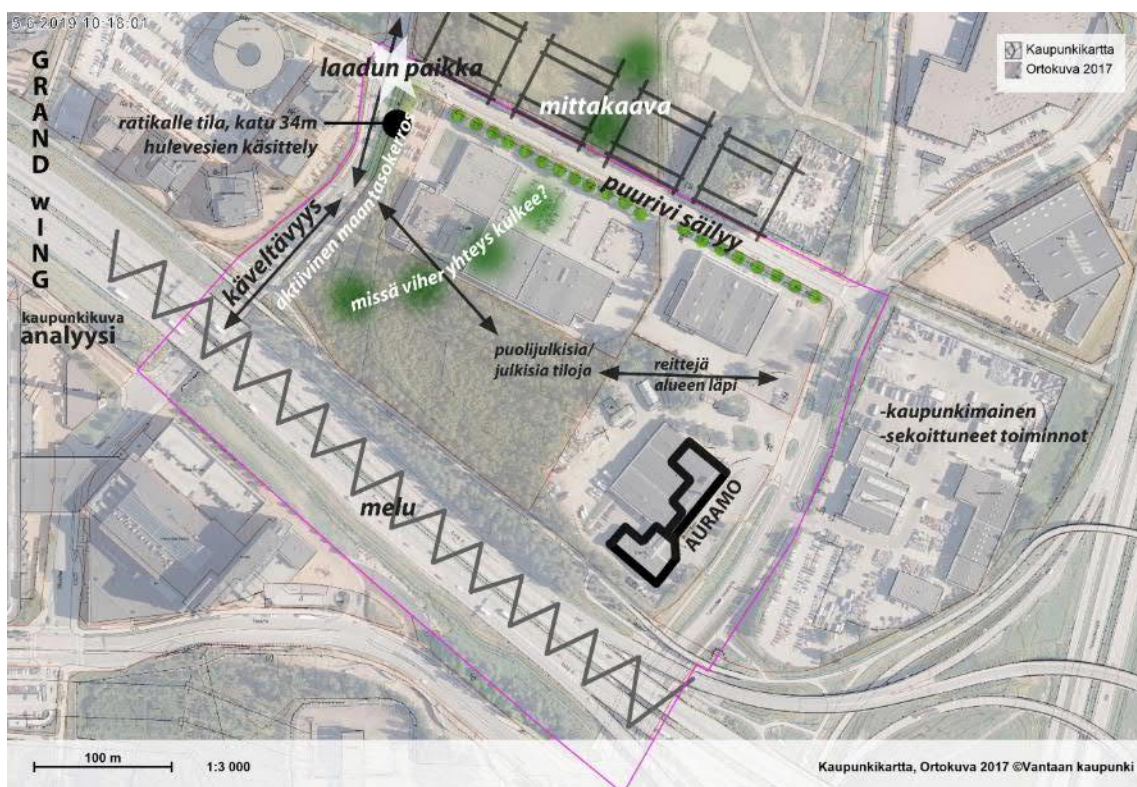 5.6.2019 10:18:01
GRAND wING
kaupunkikuva
analyysi
laadun paikka
ratikalle tila, katu 34m
hulevesien käsittely
mittakaava
Kaupunkikartta
Ortokuva 2017
puurivi säilyy
käveltävyys
aktiivinen maantasokerros
missä viher yhteys kulkee?
puolijulkisia/
julkisia tiloja
reittejä
alueen läpi
-kaupunkimainen
-sekoittuneet toiminnot
melu
AURAMO
100 m
1:3 000
Kaupunkikartta, Ortokuva 2017 ©Vantaan kaupunki